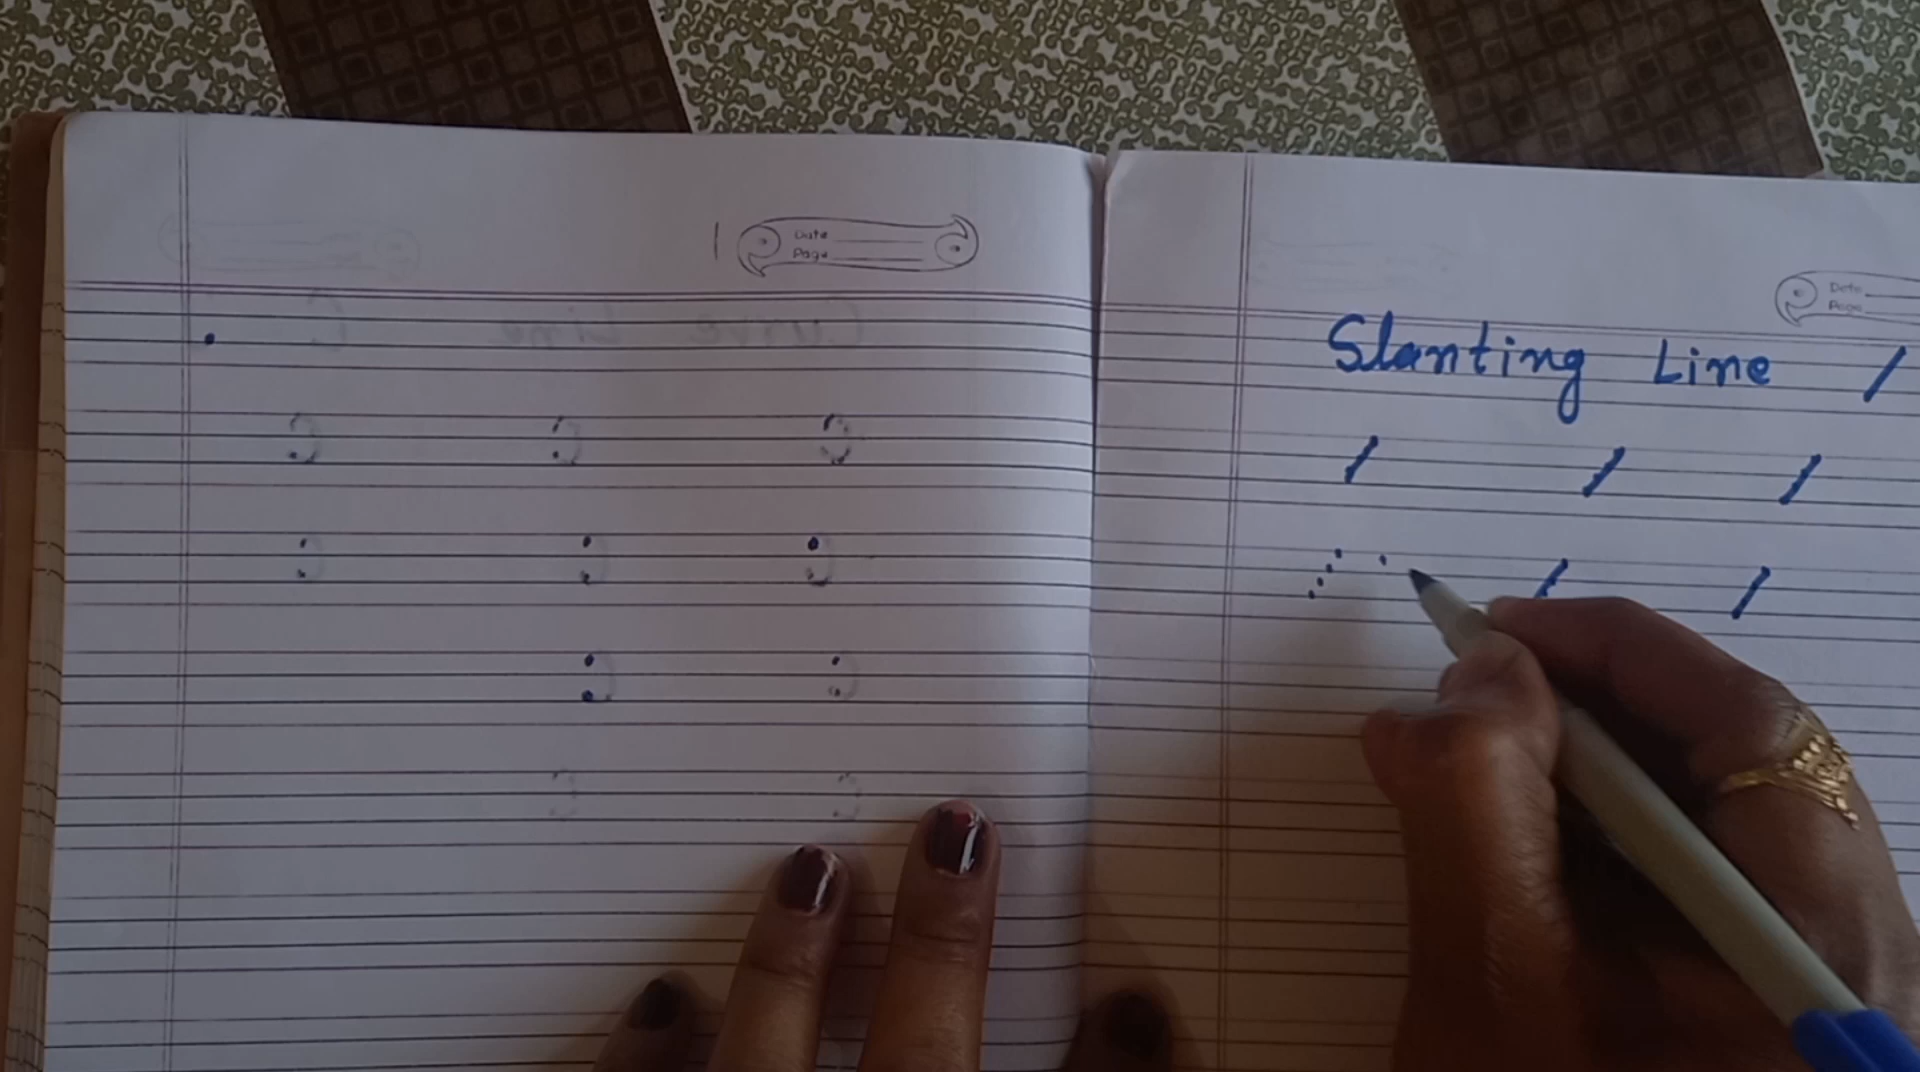 Date
Page
Date
Page
Slanting Line /
/ / /
/ /